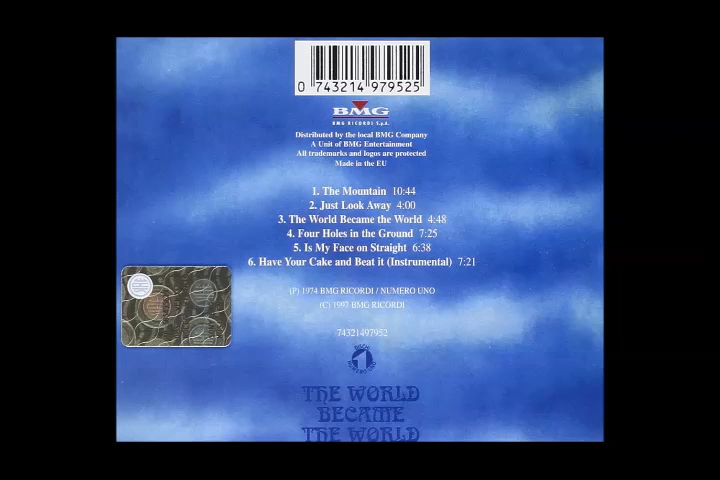 0 743214 979525
BMG
BMG RICORDI S.p.A.
Distributed by the local BMG Company
A Unit of BMG Entertainment
All trademarks and logos are protected
Made in the EU
1. The Mountain 10:44
2. Just Look Away 4:00
3. The World Became the World 4:48
4. Four Holes in the Ground 7:25
5. Is My Face on Straight 6:38
6. Have Your Cake and Beat it (Instrumental) 7:21
(P) 1974 BMG RICORDI / NUMERO UNO
(C) 1997 BMG RICORDI
74321497952
1
THE WORLD
BECAME
THE WORLD